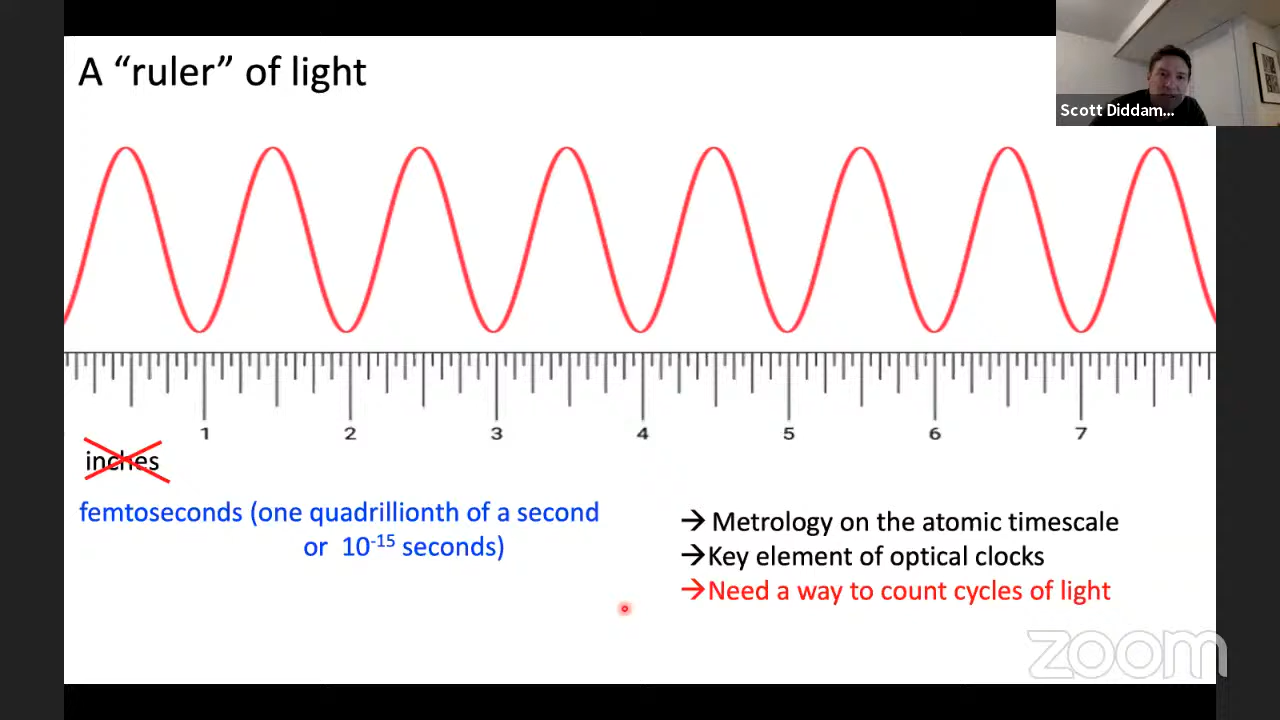 A “ruler” of light
Scott Diddam...
1 2 3 4 5 6 7
inches
femtoseconds (one quadrillionth of a second
or 10⁻¹⁵ seconds)
→ Metrology on the atomic timescale
→Key element of optical clocks
→Need a way to count cycles of light
zoom